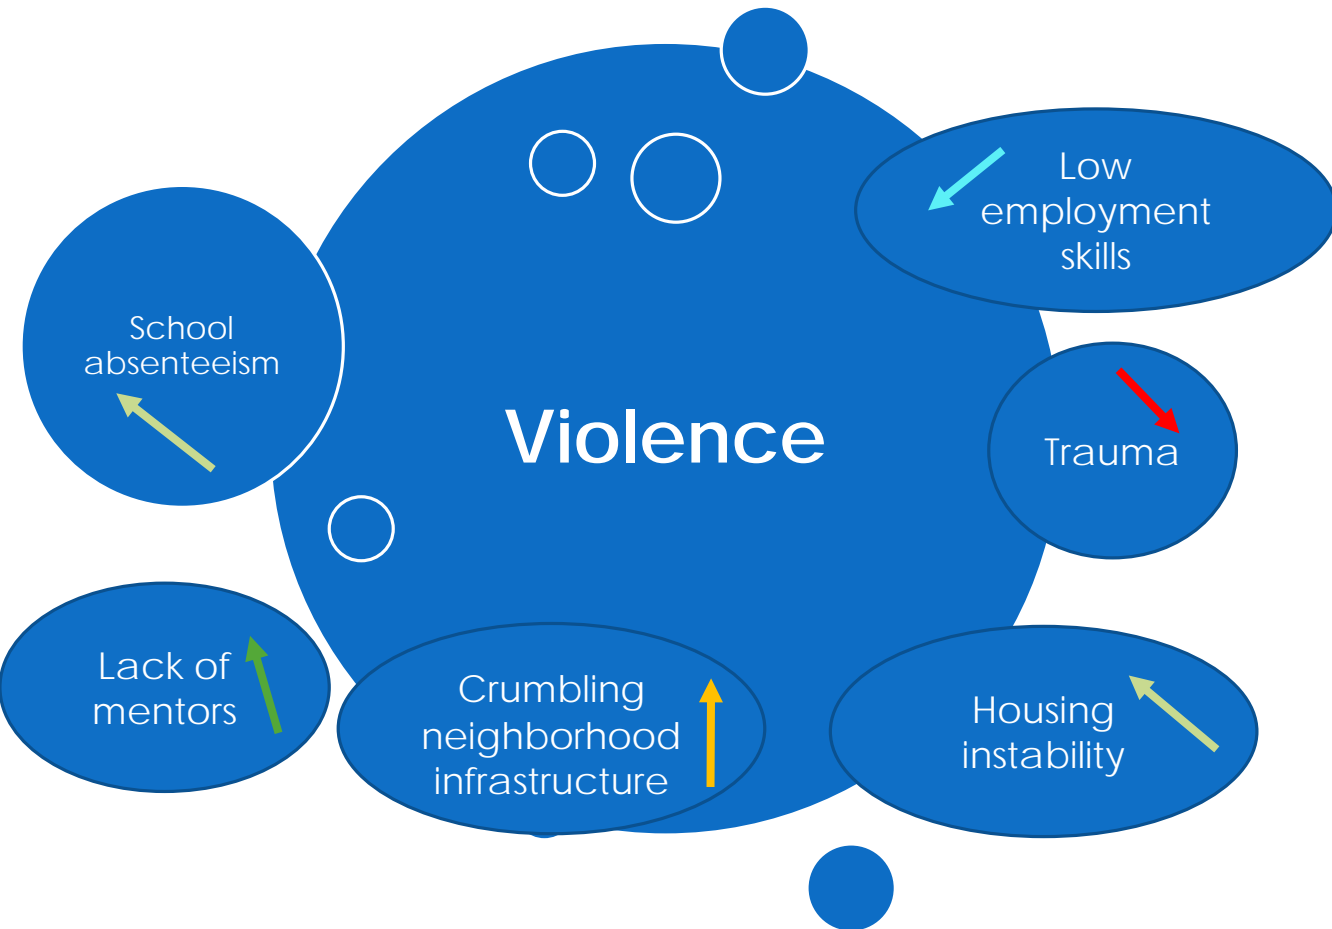 Low
employment
skills
School
absenteeism
Violence
Trauma
Lack of
mentors
Crumbling
neighborhood
infrastructure
Housing
instability